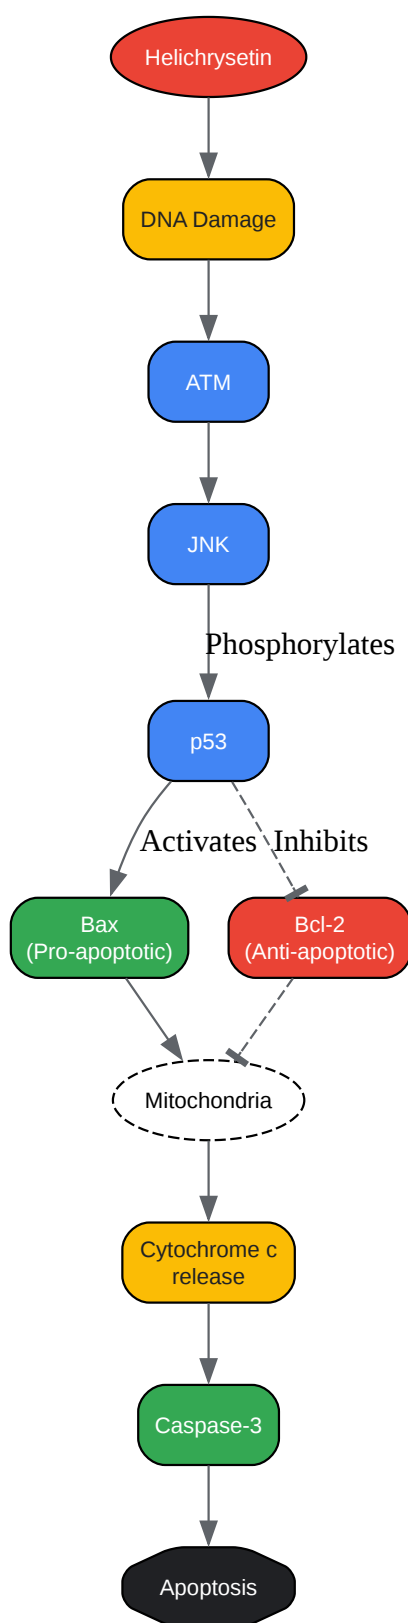 Helichrysetin
DNA Damage
ATM
JNK
Phosphorylates
p53
Activates
Inhibits
Bax
(Pro-apoptotic)
Bcl-2
(Anti-apoptotic)
Mitochondria
Cytochrome c
release
Caspase-3
Apoptosis